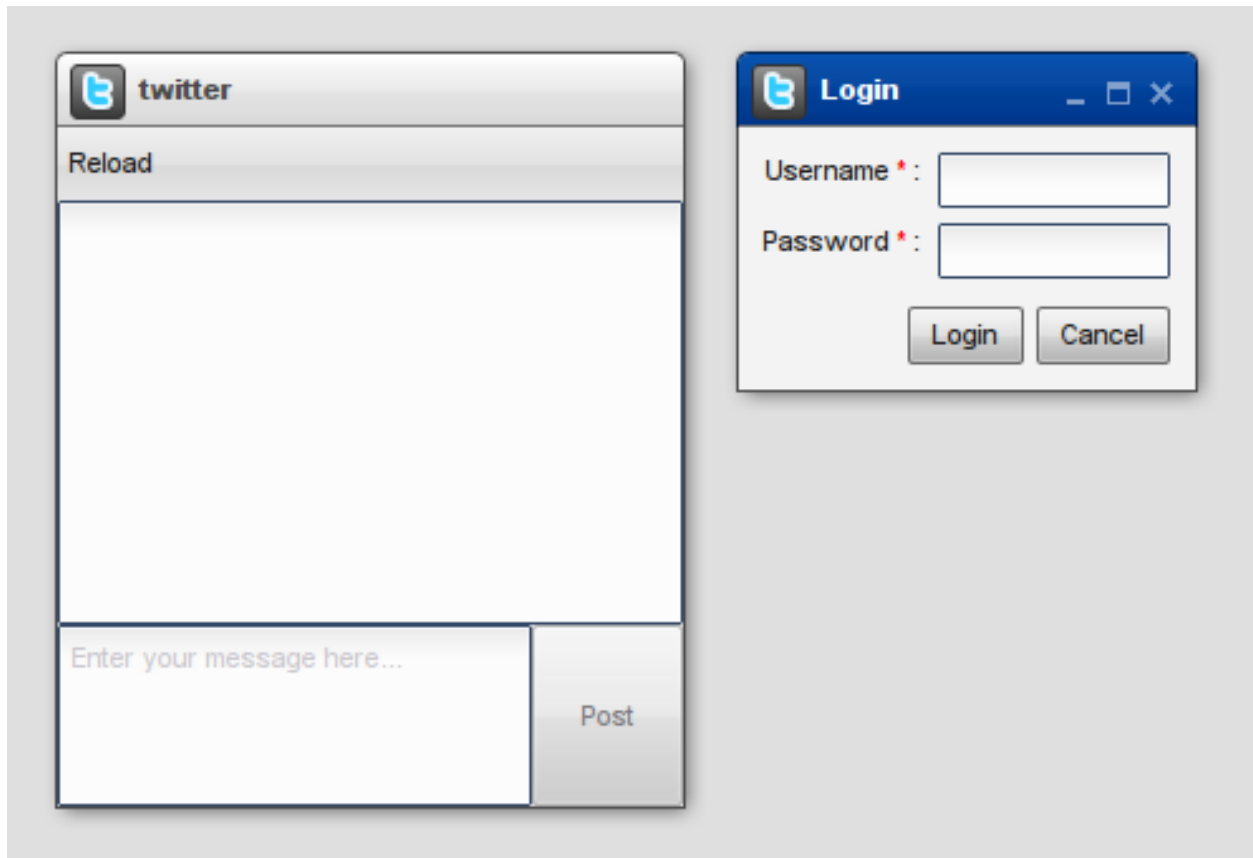 twitter
Reload
Enter your message here...
Post
Login
Username * :
Password * :
Login
Cancel